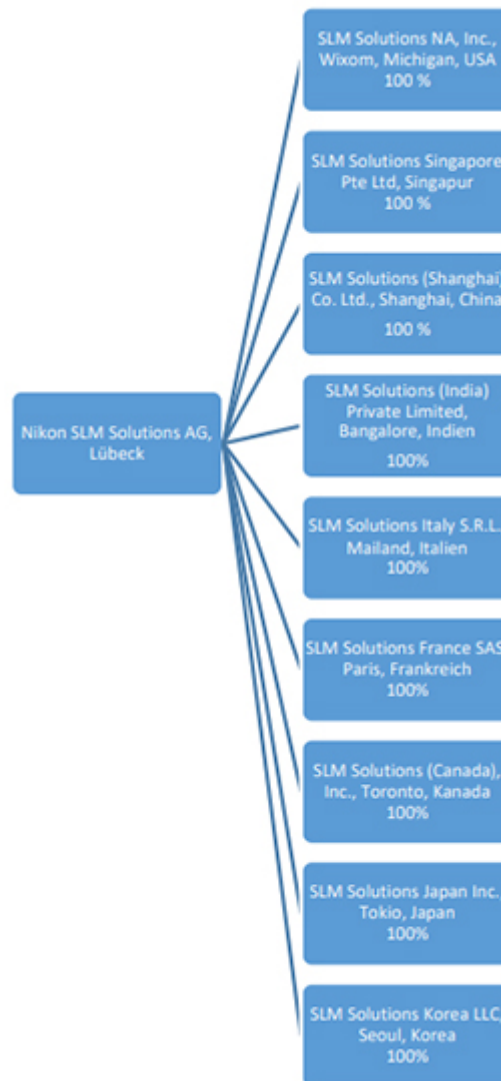 SLM Solutions NA, Inc.,
Wixom, Michigan, USA
100 %
SLM Solutions Singapore
Pte Ltd, Singapur
100 %
SLM Solutions (Shanghai)
Co. Ltd., Shanghai, China
100 %
Nikon SLM Solutions AG,
Lübeck
SLM Solutions (India)
Private Limited,
Bangalore, Indien
100%
SLM Solutions Italy S.R.L.
Mailand, Italien
100%
SLM Solutions France SAS
Paris, Frankreich
100%
SLM Solutions (Canada),
Inc., Toronto, Kanada
100%
SLM Solutions Japan Inc.
Tokio, Japan
100%
SLM Solutions Korea LLC,
Seoul, Korea
100%